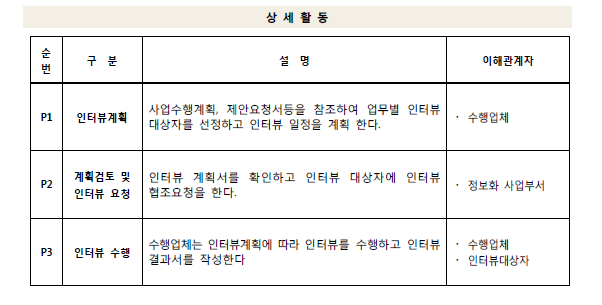 상 세 활 동
순
번
구 분
설 명
이해관계자
P1
인터뷰계획
사업수행계획, 제안요청서등을 참조하여 업무별 인터뷰
대상자를 선정하고 인터뷰 일정을 계획 한다.
· 수행업체
P2
계획검토 및
인터뷰 요청
인터뷰 계획서를 확인하고 인터뷰 대상자에 인터뷰
협조요청을 한다.
· 정보화 사업부서
P3
인터뷰 수행
수행업체는 인터뷰계획에 따라 인터뷰를 수행하고 인터뷰
결과서를 작성한다
· 수행업체
· 인터뷰대상자